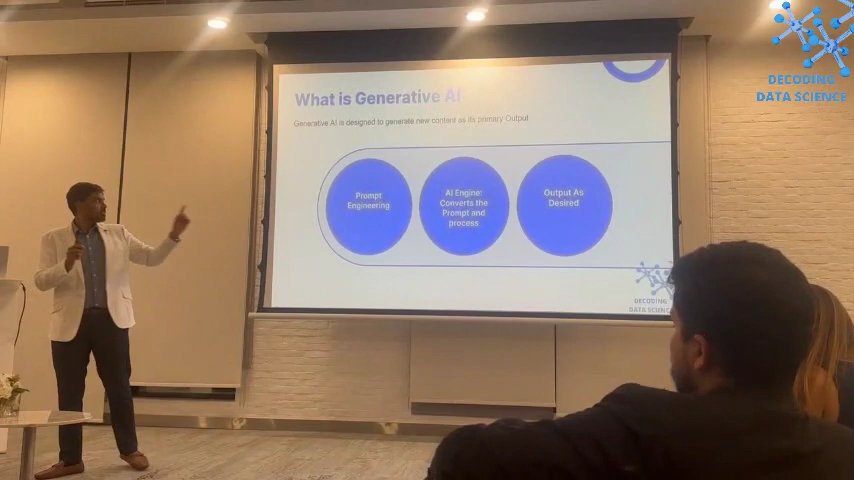 DECODING
DATA SCIENCE
What is Generative AI
Generative AI is designed to generate new content as its primary Output
Prompt
Engineering
AI Engine:
Converts the
Prompt and
process
Output As
Desired
DECODING
DATA SCIENCE